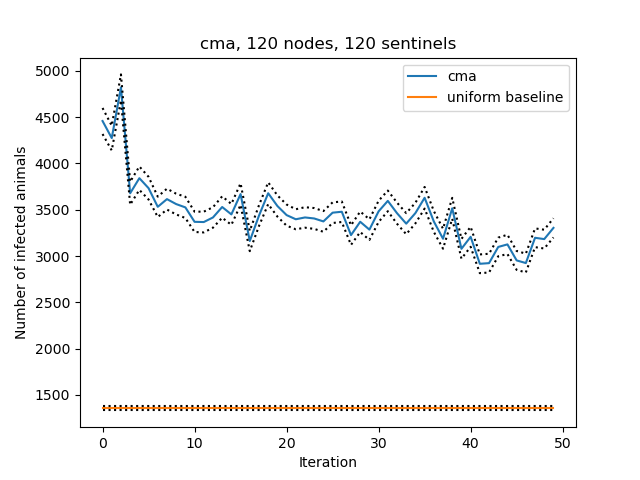 cma, 120 nodes, 120 sentinels
cma
uniform baseline
Number of infected animals
5000
4500
4000
3500
3000
2500
2000
1500
0 10 20 30 40 50
Iteration